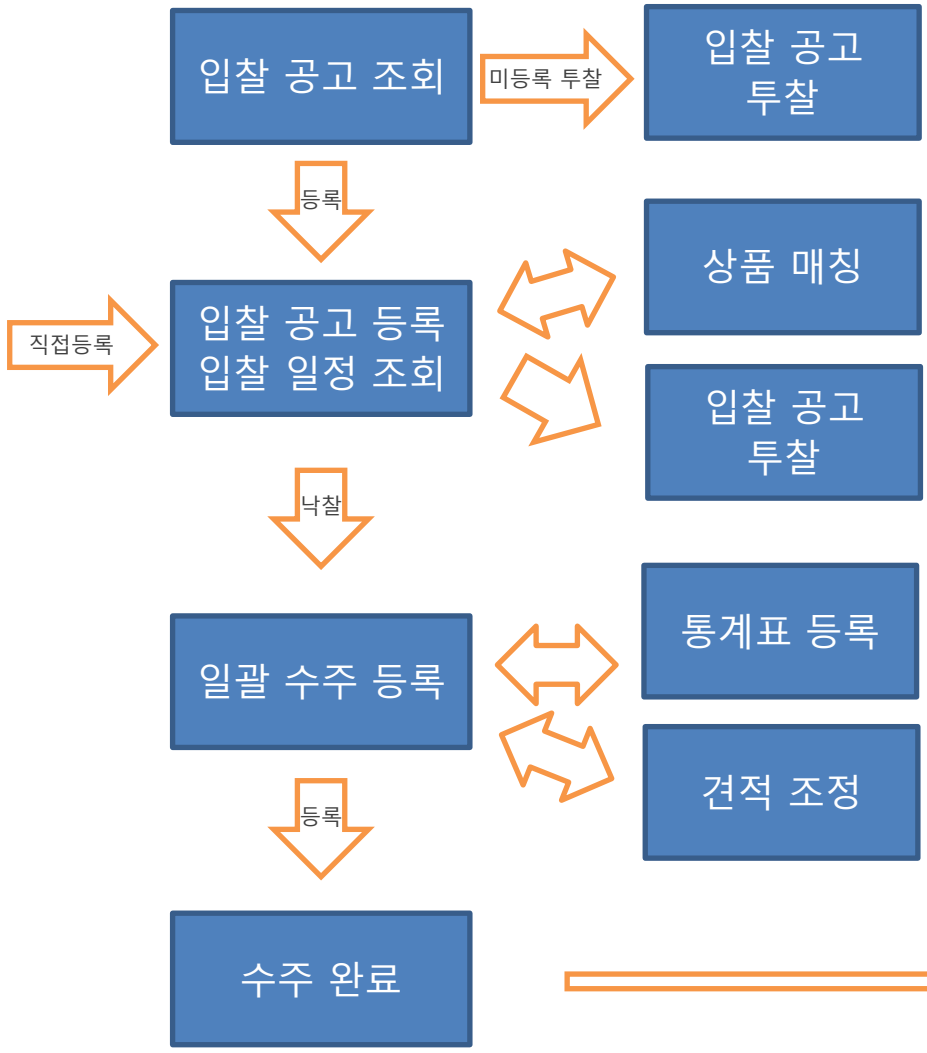 입찰 공고 조회
미등록 투찰
입찰 공고
투찰
등록
상품 매칭
직접등록
입찰 공고 등록
입찰 일정 조회
입찰 공고
투찰
낙찰
통계표 등록
일괄 수주 등록
견적 조정
등록
수주 완료